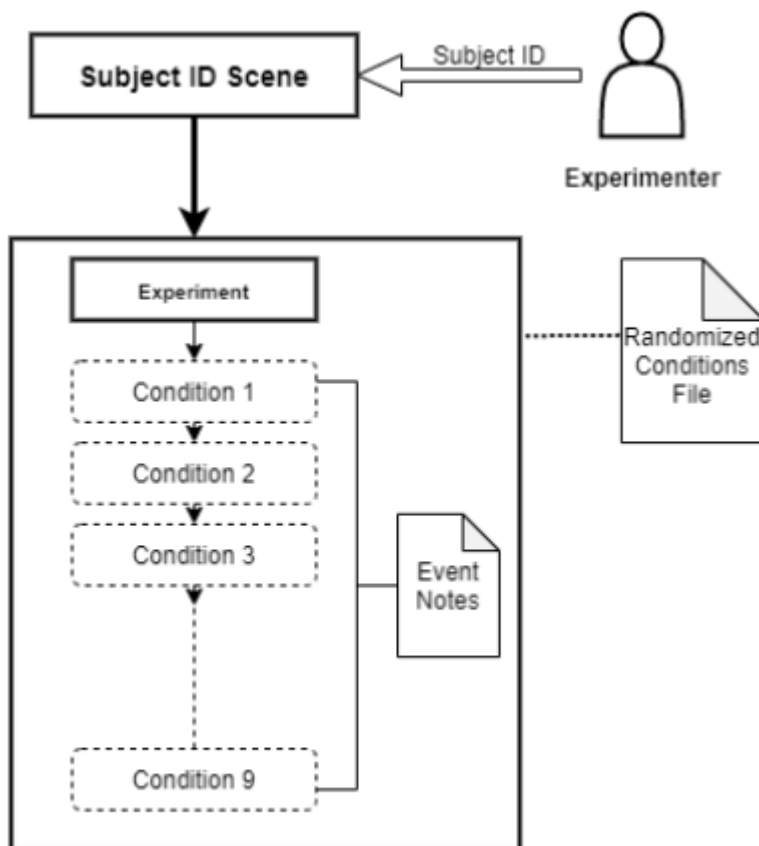 Subject ID
Subject ID Scene
Experimenter
Experiment
Randomized
Conditions
File
Condition 1
Condition 2
Condition 3
Event
Notes
Condition 9